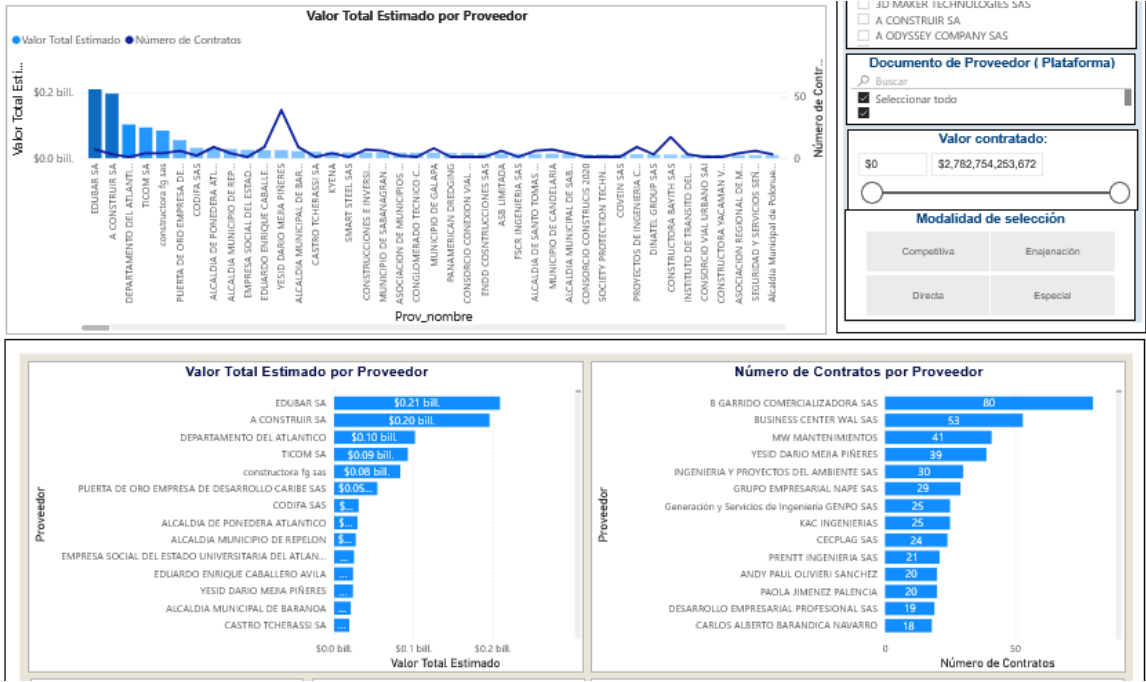 Valor Total Estimado por Proveedor
Valor Total Estimado Número de Contratos
Valor Total Esti...
$0.2 bill.
$0.0 bill.
50
0
Número de Contr...
EDUBAR SA
A CONSTRUIR SA
DEPARTAMENTO DEL ATLANTI...
TICOM SA
constructora fg sas
PUERTA DE ORO EMPRESA DE...
CODIFA SAS
ALCALDIA DE PONEDERA ATL...
ALCALDIA MUNICIPIO DE REP...
EMPRESA SOCIAL DEL ESTAD...
EDUARDO ENRIQUE CABALLE...
YESID DARIO MEJIA PIÑERES
ALCALDIA MUNICIPAL DE BAR...
CASTRO TCHERASSI SA
KYENA
SMART STEEL SAS
CONSTRUCCIONES E INVERSI...
MUNICIPIO DE SABANAGRAN...
ASOCIACION DE MUNICIPIOS ...
CONGLOMERADO TECNICO C...
MUNICIPIO DE GALAPA
PANAMERICAN DREDGING
CONSORCIO CONEXION VIAL ...
ENDO COSNTRUCCIONES SAS
ASB LIMITADA
FSCR INGENIERIA SAS
ALCALDIA DE SANTO TOMAS ...
MUNICIPIO DE CANDELARIA
ALCALDIA MUNICIPAL DE SAB...
CONSORCIO CONSTRUCIS 2020
SOCIETY PROTECTION TECHN...
COVEIN SAS
PROYECTOS DE INGENIERIA C...
DINATEL GROUP SAS
CONSTRUCTORA BAYITH SAS
INSTITUTO DE TRANSITO DEL ...
CONSORCIO VIAL URBANO SAI
CONSTRUCTORA YACAMAN V...
ASOCIACION REGIONAL DE M...
SEGURIDAD Y SERVICIOS SEÑ...
Alcaldia Municipal de Polonue...
Prov_nombre
3D MAKER TECHNOLOGIES SAS
A CONSTRUIR SA
A ODYSSEY COMPANY SAS
Documento de Proveedor ( Plataforma)
Buscar
Seleccionar todo
Valor contratado:
$0 $2,782,754,253,672
Modalidad de selección
Competitiva Enajenación
Directa Especial
Valor Total Estimado por Proveedor
Proveedor
EDUBAR SA $0.21 bill.
A CONSTRUIR SA $0.20 bill.
DEPARTAMENTO DEL ATLANTICO $0.10 bill.
TICOM SA $0.09 bill.
constructora fg sas $0.08 bill.
PUERTA DE ORO EMPRESA DE DESARROLLO CARIBE SAS $0.05...
CODIFA SAS $...
ALCALDIA DE PONEDERA ATLANTICO $...
ALCALDIA MUNICIPIO DE REPELON $...
EMPRESA SOCIAL DEL ESTADO UNIVERSITARIA DEL ATLAN... ...
EDUARDO ENRIQUE CABALLERO AVILA ...
YESID DARIO MEJIA PIÑERES ...
ALCALDIA MUNICIPAL DE BARANOA ...
CASTRO TCHERASSI SA ...
$0.0 bill. $0.1 bill. $0.2 bill.
Valor Total Estimado
Número de Contratos por Proveedor
Proveedor
B GARRIDO COMERCIALIZADORA SAS 80
BUSINESS CENTER WAL SAS 53
MW MANTENIMIENTOS 41
YESID DARIO MEJIA PIÑERES 39
INGENIERIA Y PROYECTOS DEL AMBIENTE SAS 30
GRUPO EMPRESARIAL NAPE SAS 29
Generación y Servicios de Ingenieria GENPO SAS 25
KAC INGENIERIAS 25
CECPLAG SAS 24
PRENTT INGENIERIA SAS 21
ANDY PAUL OLIVIERI SANCHEZ 20
PAOLA JIMENEZ PALENCIA 20
DESARROLLO EMPRESARIAL PROFESIONAL SAS 19
CARLOS ALBERTO BARANDICA NAVARRO 18
0 50
Número de Contratos